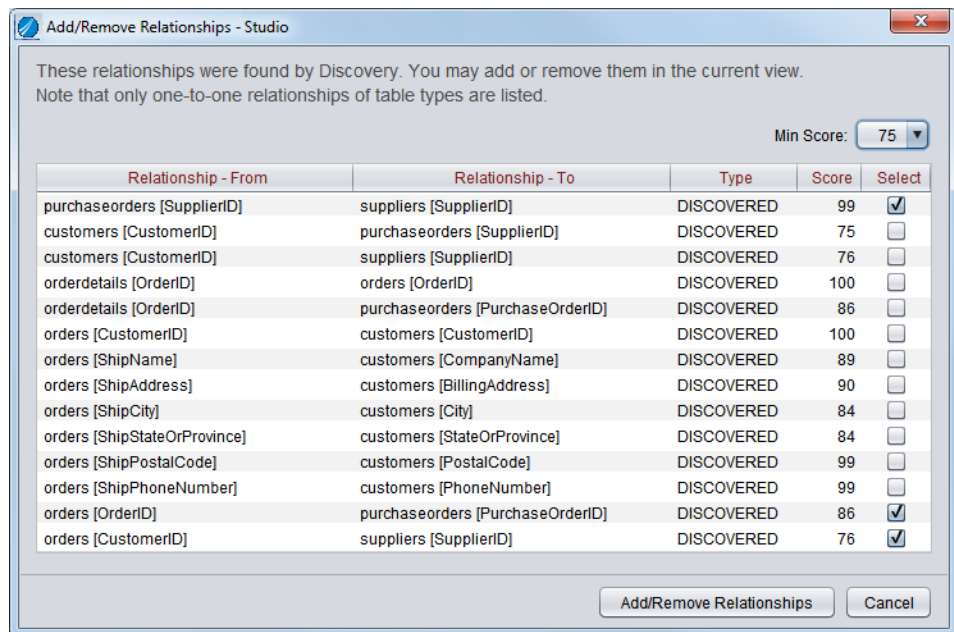 Add/Remove Relationships - Studio
These relationships were found by Discovery. You may add or remove them in the current view.
Note that only one-to-one relationships of table types are listed.
Min Score: 75
Relationship - From Relationship - To Type Score Select
purchaseorders [SupplierID] suppliers [SupplierID] DISCOVERED 99
customers [CustomerID] purchaseorders [SupplierID] DISCOVERED 75
customers [CustomerID] suppliers [SupplierID] DISCOVERED 76
orderdetails [OrderID] orders [OrderID] DISCOVERED 100
orderdetails [OrderID] purchaseorders [PurchaseOrderID] DISCOVERED 86
orders [CustomerID] customers [CustomerID] DISCOVERED 100
orders [ShipName] customers [CompanyName] DISCOVERED 89
orders [ShipAddress] customers [BillingAddress] DISCOVERED 90
orders [ShipCity] customers [City] DISCOVERED 84
orders [ShipStateOrProvince] customers [StateOrProvince] DISCOVERED 84
orders [ShipPostalCode] customers [PostalCode] DISCOVERED 99
orders [ShipPhoneNumber] customers [PhoneNumber] DISCOVERED 99
orders [OrderID] purchaseorders [PurchaseOrderID] DISCOVERED 86
orders [CustomerID] suppliers [SupplierID] DISCOVERED 76
Add/Remove Relationships Cancel